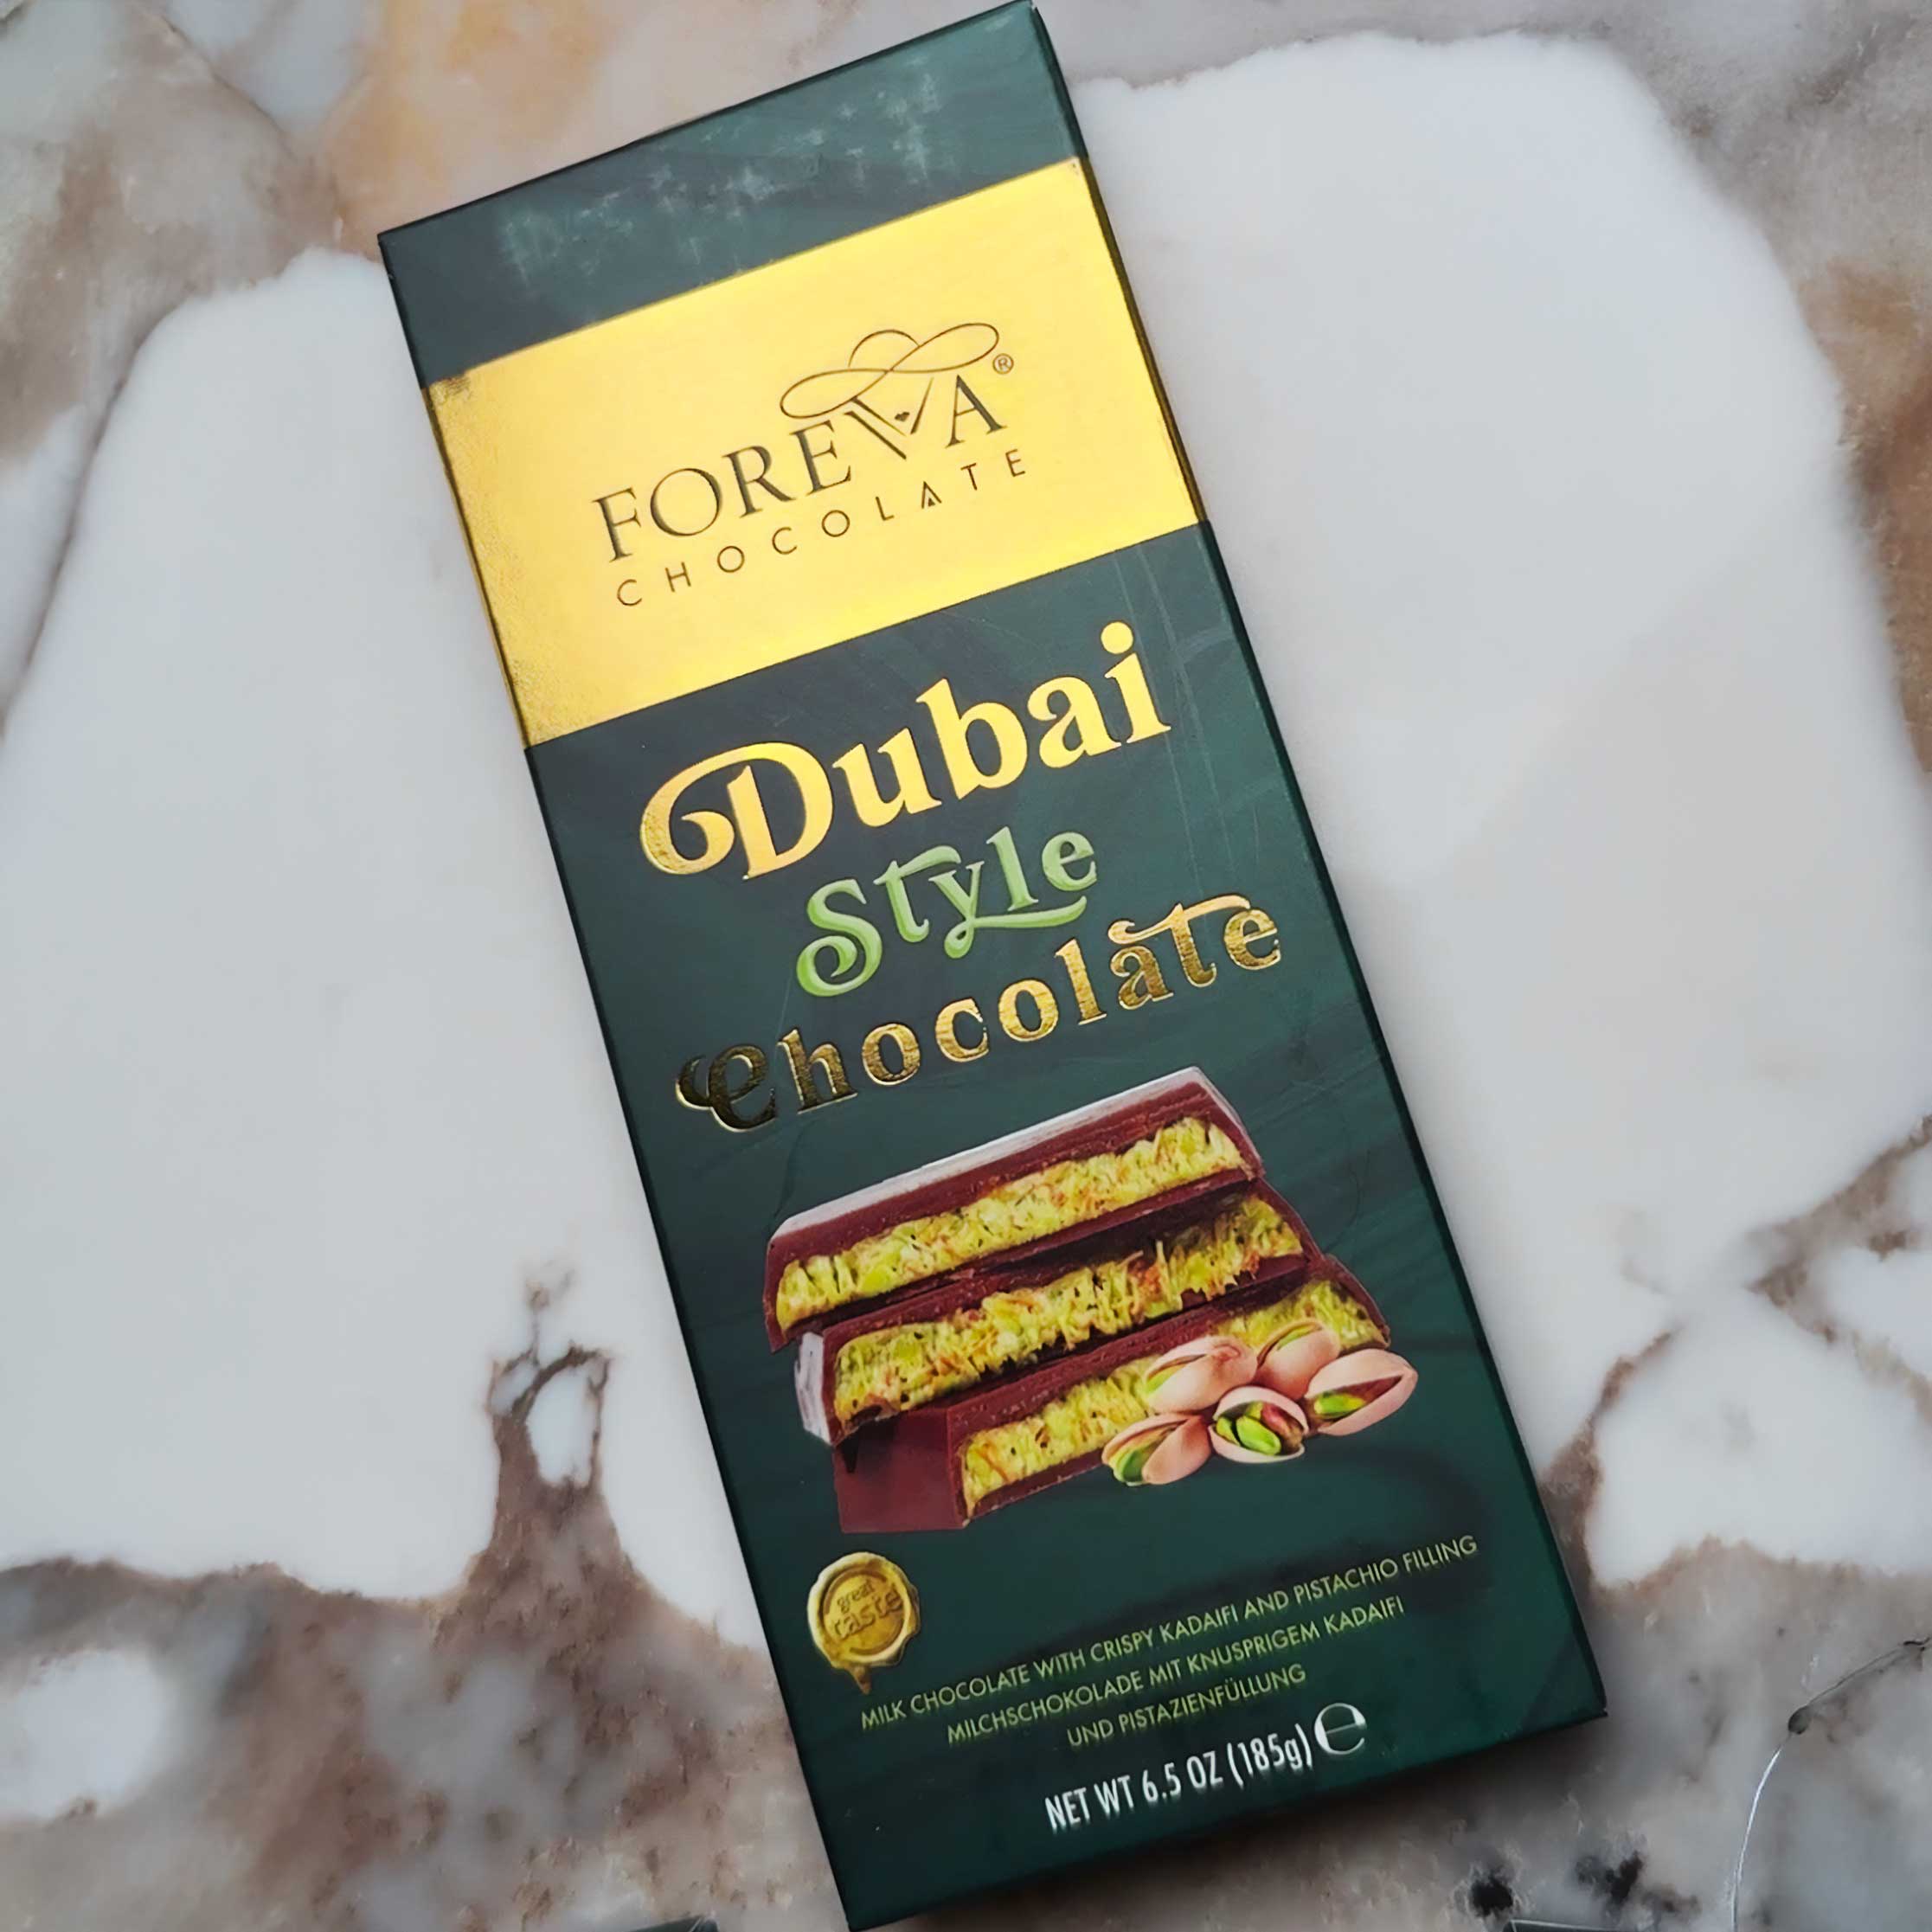 FOREVA®
CHOCOLATE
Dubai
Style
Chocolate
great
taste
MILK CHOCOLATE WITH CRISPY KADAIFI AND PISTACHIO FILLING
MILCHSCHOKOLADE MIT KNUSPRIGEM KADAIFI
UND PISTAZIENFÜLLUNG
NET WT 6.5 OZ (185g) ℮